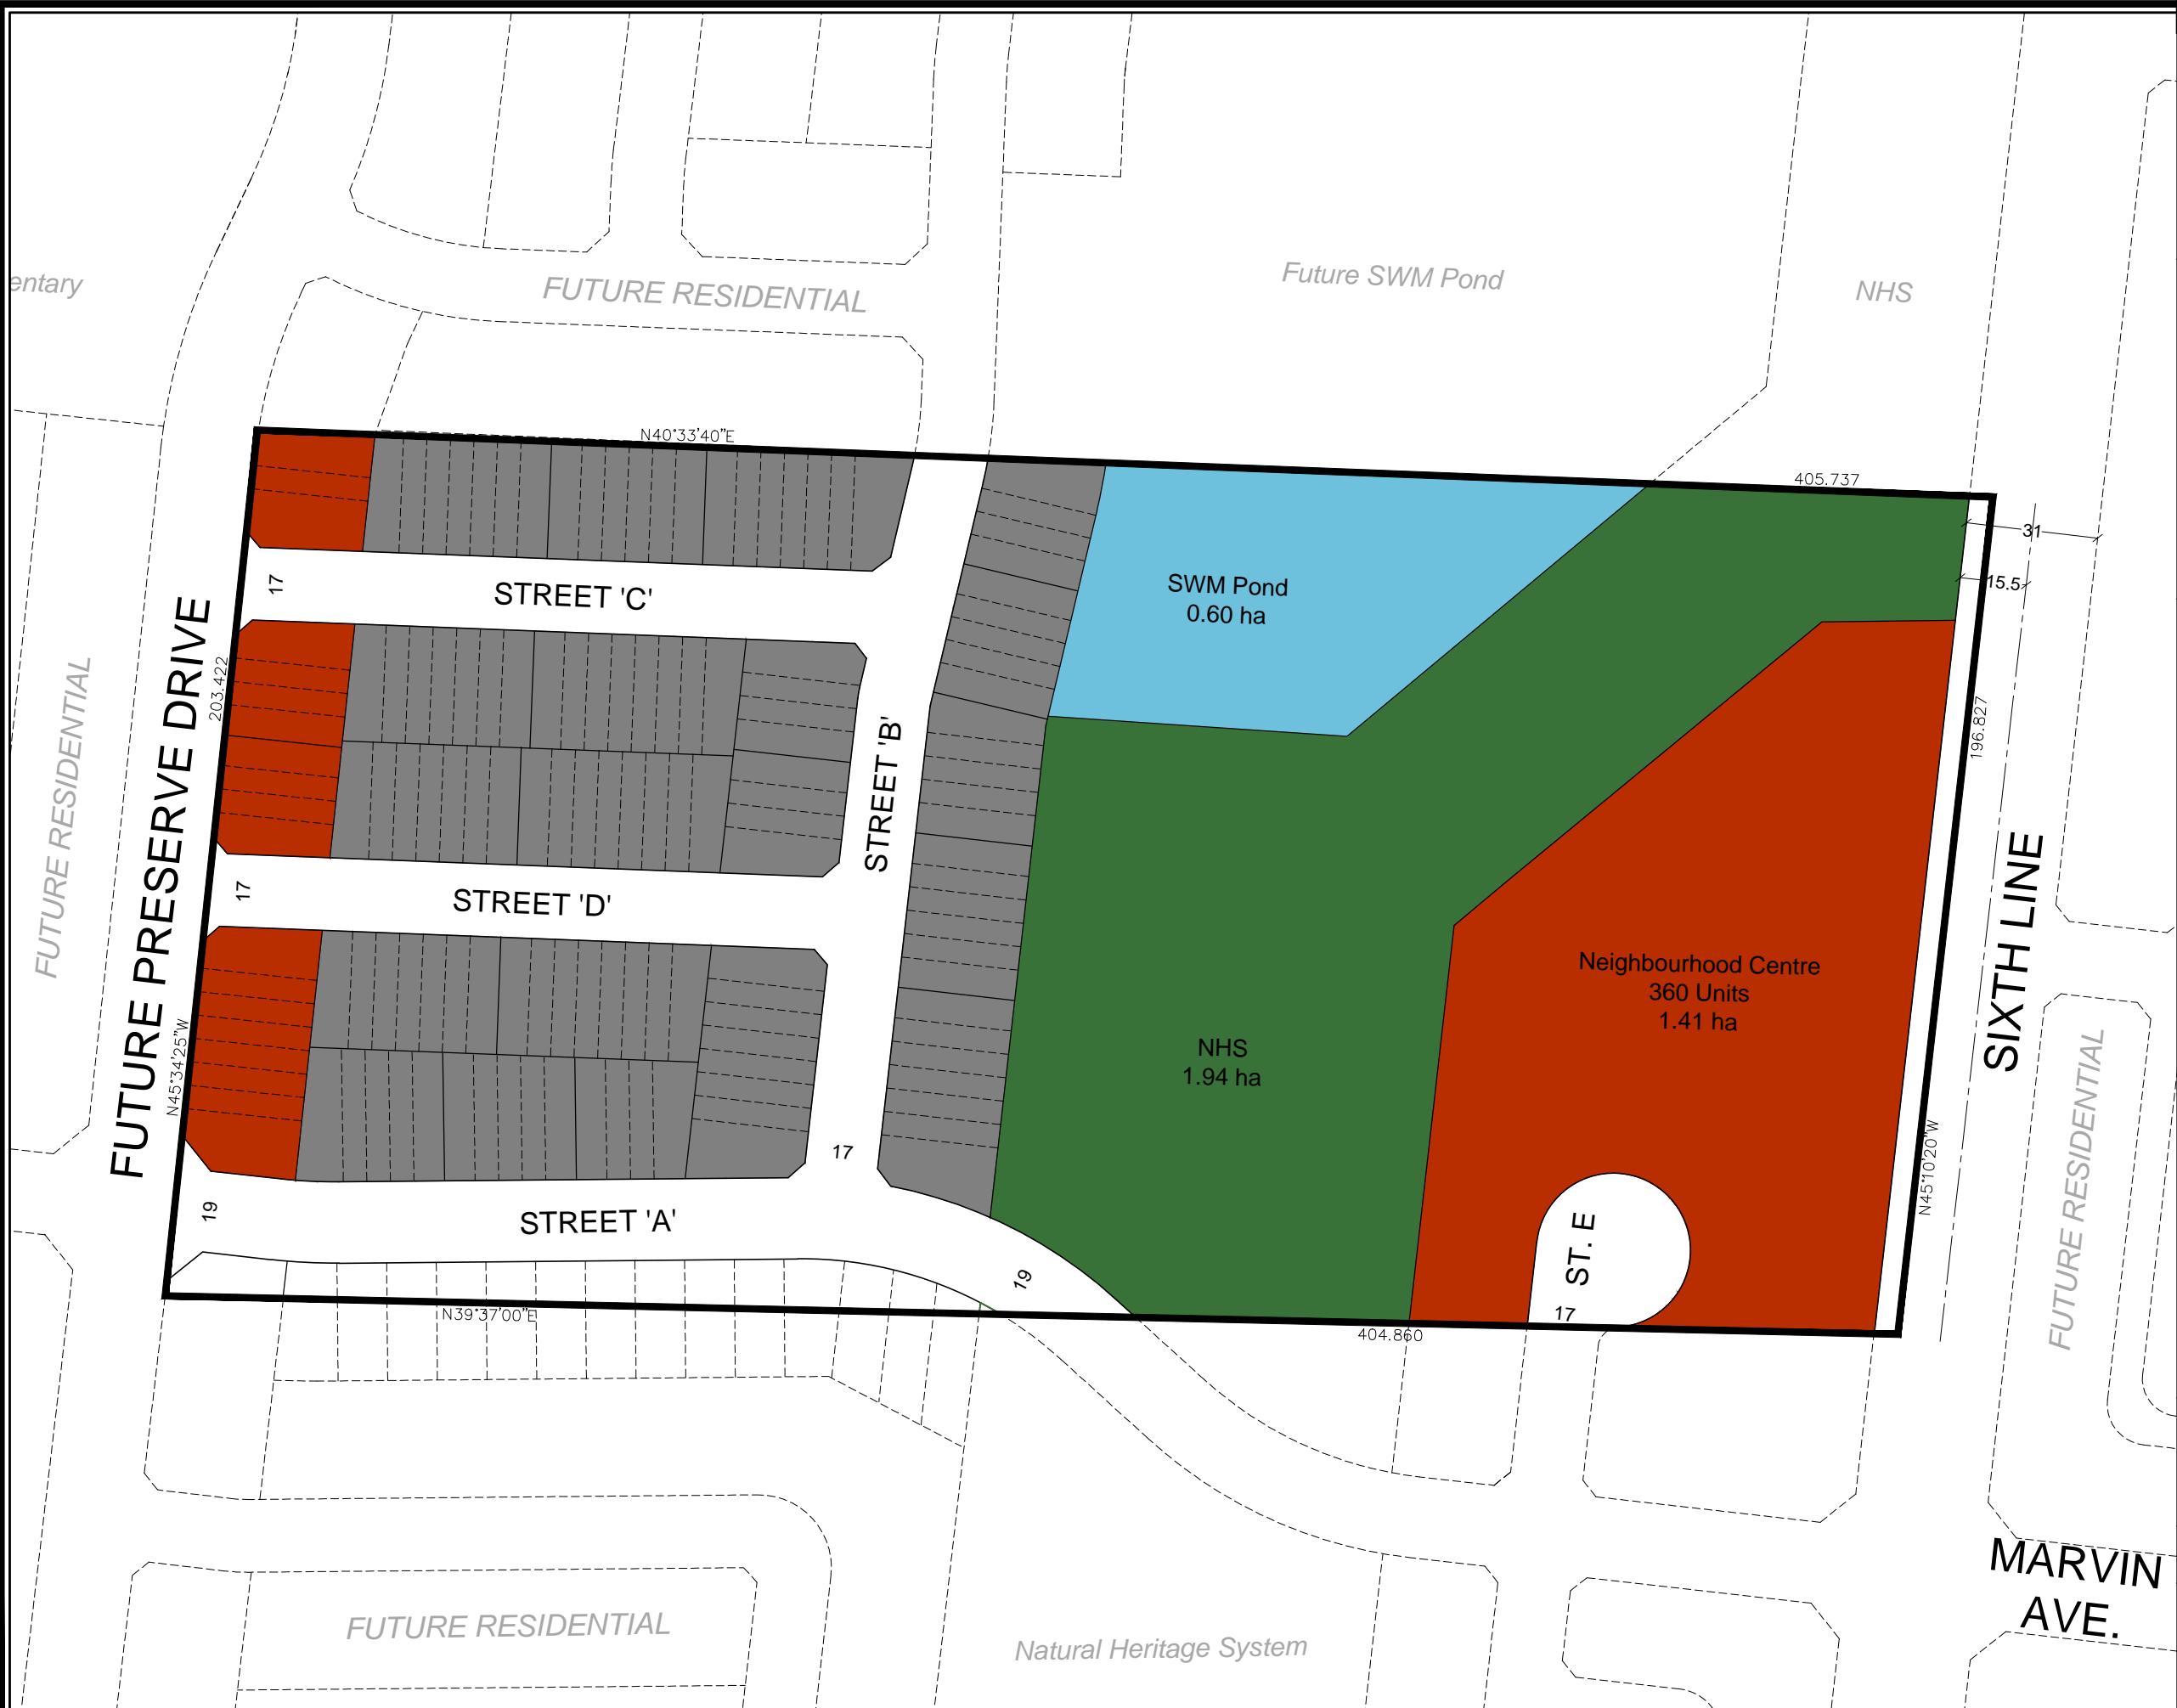 entary
FUTURE RESIDENTIAL
Future SWM Pond
NHS
N40°33'40"E
405.737
31
15.5
SWM Pond
0.60 ha
17
STREET 'C'
FUTURE RESIDENTIAL
FUTURE PRESERVE DRIVE
203.422
STREET 'B'
196.827
17
STREET 'D'
SIXTH LINE
Neighbourhood Centre
360 Units
1.41 ha
NHS
1.94 ha
N45°34'25"W
17
N45°10'20"W
FUTURE RESIDENTIAL
19
STREET 'A'
19
ST. E
17
N39°37'00"E
404.860
MARVIN
AVE.
FUTURE RESIDENTIAL
Natural Heritage System